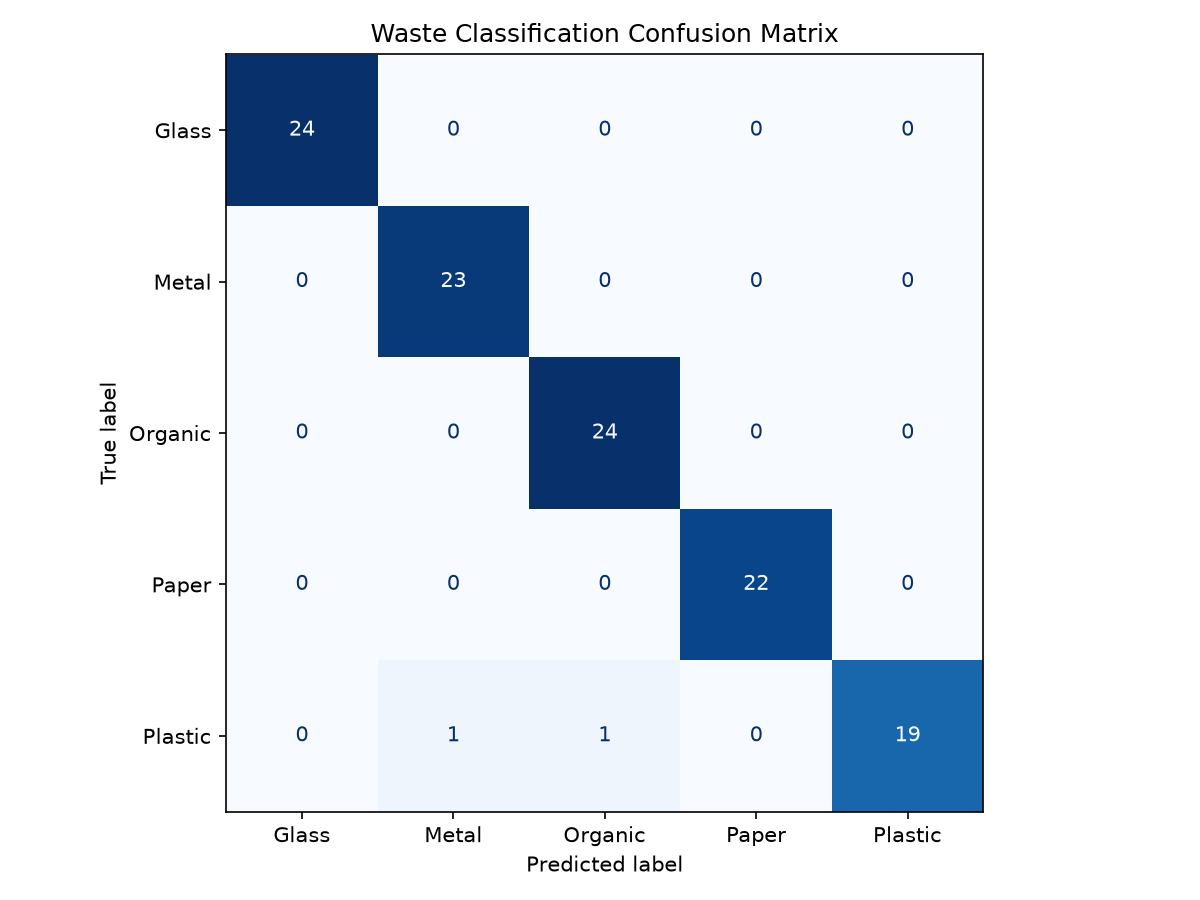 Waste Classification Confusion Matrix
True label
Glass 24 0 0 0 0
Metal 0 23 0 0 0
Organic 0 0 24 0 0
Paper 0 0 0 22 0
Plastic 0 1 1 0 19
Glass Metal Organic Paper Plastic
Predicted label